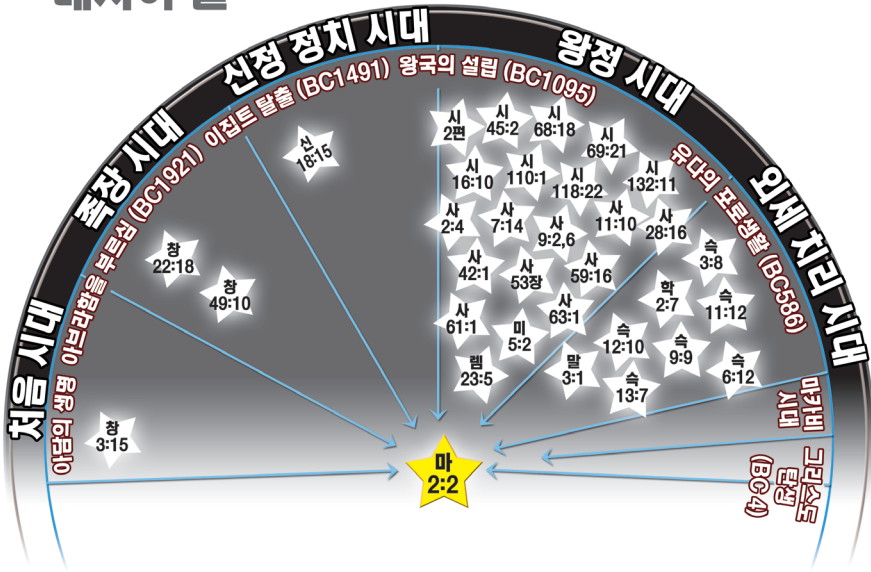 메시아 별
처음 시대
족장 시대
신정 정치 시대
왕정 시대
외세 치리 시대
아담의 생명
아브라함을 부르심 (BC1921)
이집트 탈출 (BC1491)
왕국의 설립 (BC1095)
유다의 포로생활 (BC586)
마카비
시대
그리스도
탄생
(BC4)
창
3:15
창
22:18
창
49:10
신
18:15
시
2편
시
45:2
시
68:18
시
69:21
시
16:10
시
110:1
시
118:22
시
132:11
사
2:4
사
7:14
사
9:2,6
사
11:10
사
28:16
사
42:1
사
53장
사
59:16
사
61:1
미
5:2
사
63:1
렘
23:5
말
3:1
슥
3:8
학
2:7
슥
11:12
슥
12:10
슥
9:9
슥
6:12
슥
13:7
마
2:2